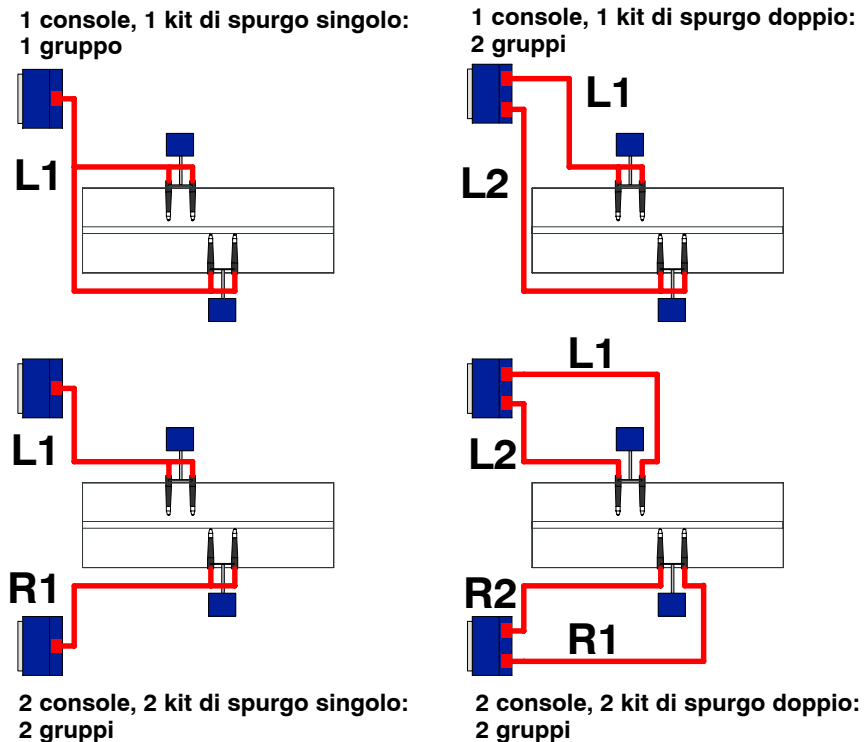 1 console, 1 kit di spurgo singolo:
1 gruppo
L1
1 console, 1 kit di spurgo doppio:
2 gruppi
L1
L2
L1
R1
2 console, 2 kit di spurgo singolo:
2 gruppi
L1
L2
R2
R1
2 console, 2 kit di spurgo doppio:
2 gruppi